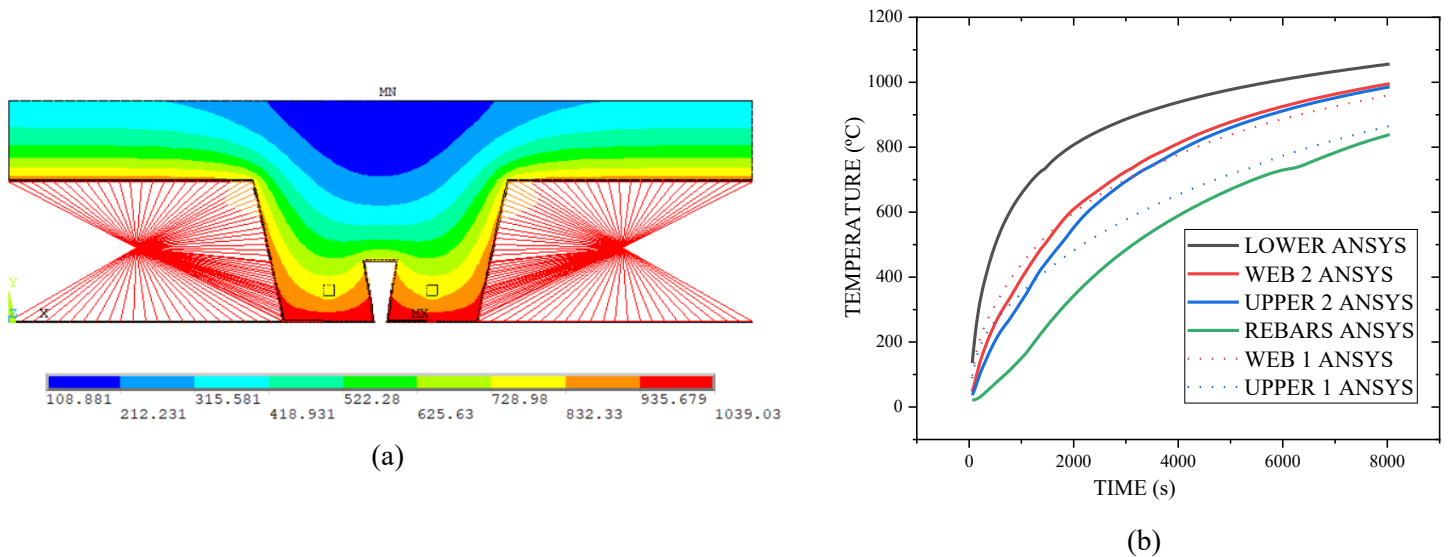 MN
Y
Z
X
MX
108.881 315.581 522.28 728.98 935.679
212.231 418.931 625.63 832.33 1039.03
(a)
1200
1000
800
600
400
200
0
TEMPERATURE (ºC)
LOWER ANSYS
WEB 2 ANSYS
UPPER 2 ANSYS
REBARS ANSYS
WEB 1 ANSYS
UPPER 1 ANSYS
0 2000 4000 6000 8000
TIME (s)
(b)